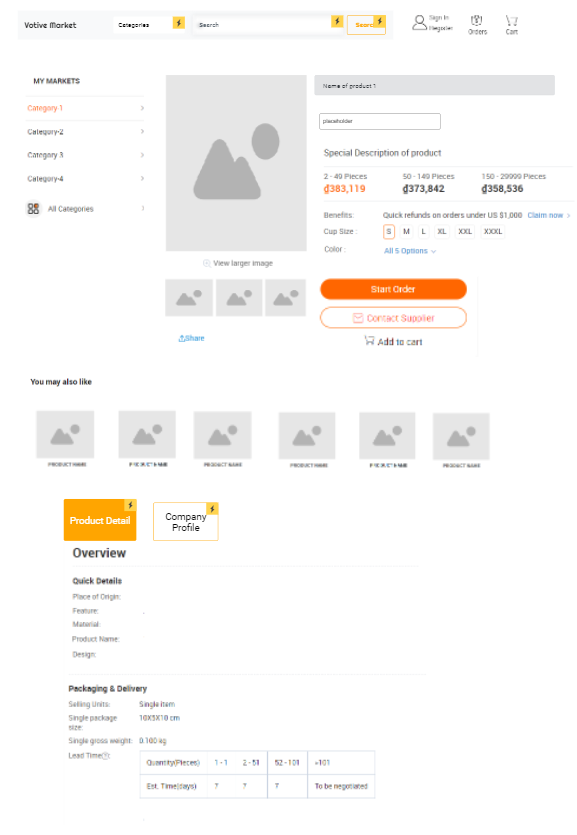 Votive Market
Categories
Search
Search
Sign In
Register
Orders
Cart
MY MARKETS
Category-1
Category-2
Category 3
Category-4
All Categories
View larger image
Share
Name of product 1
placeholder
Special Description of product
2 - 49 Pieces 50 - 149 Pieces 150 - 29999 Pieces
₫383,119 ₫373,842 ₫358,536
Benefits: Quick refunds on orders under US $1,000 Claim now >
Cup Size : S M L XL XXL XXXL
Color : All 5 Options
Start Order
Contact Supplier
Add to cart
You may also like
PRODUCT NAME PRODUCT NAME PRODUCT NAME PRODUCT NAME PRODUCT NAME PRODUCT NAME
Product Detail
Company
Profile
Overview
Quick Details
Place of Origin:
Feature: .
Material:
Product Name:
Design:
Packaging & Delivery
Selling Units: Single item
Single package 10X5X10 cm
size:
Single gross weight: 0.100 kg
Lead Time :
Quantity(Pieces) 1 - 1 2 - 51 52 - 101 >101
Est. Time(days) 7 7 7 To be negotiated